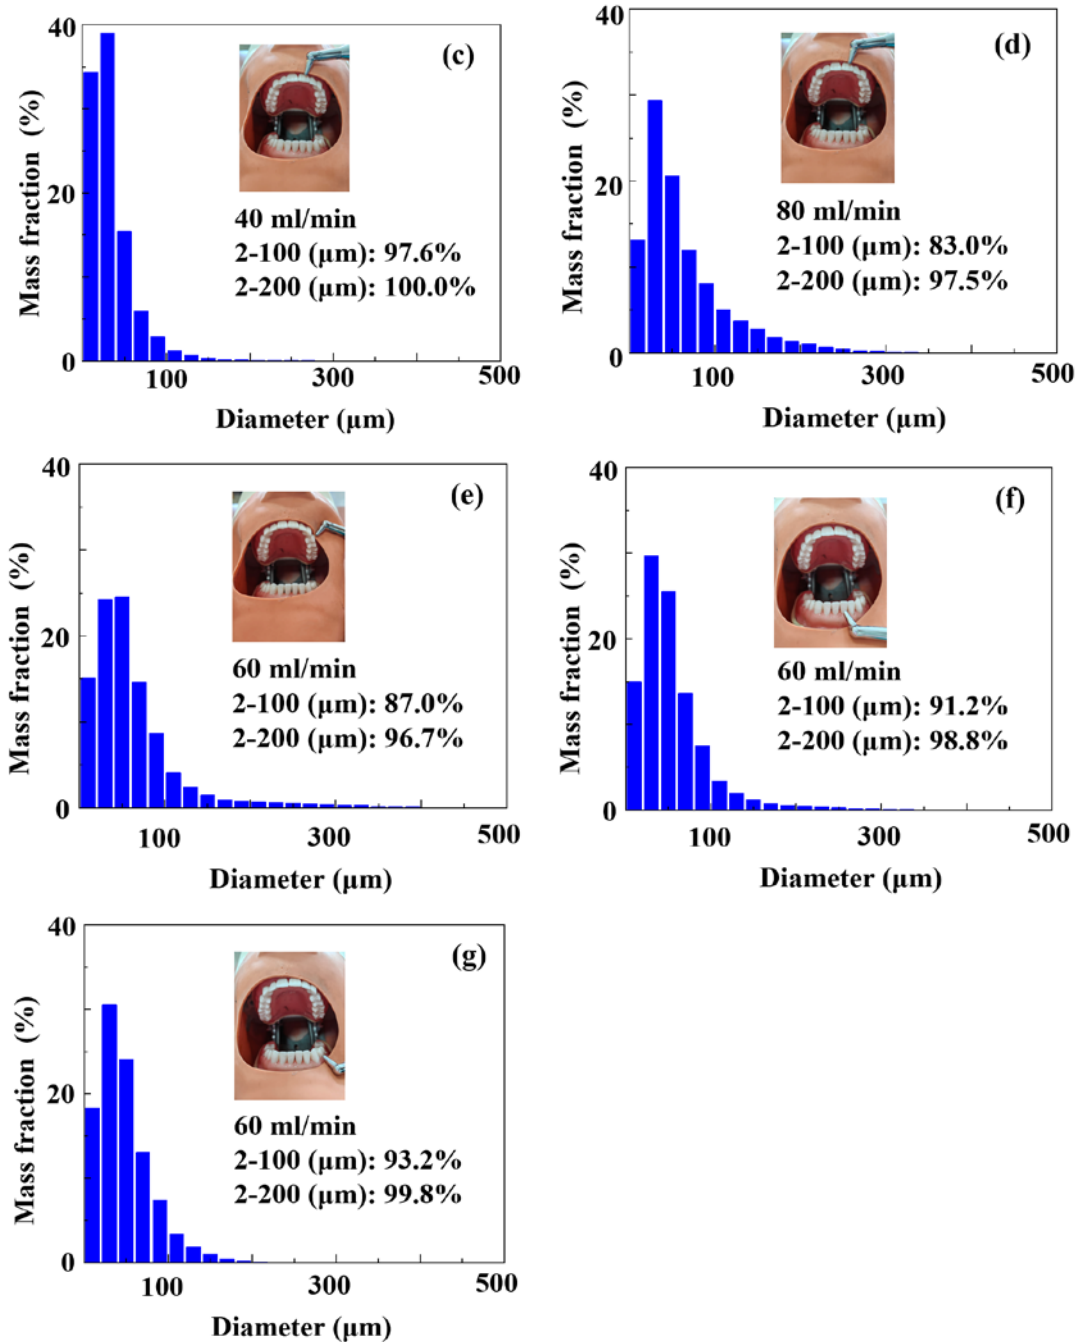 (c)
40
20
0
Mass fraction (%)
40 ml/min
2-100 (μm): 97.6%
2-200 (μm): 100.0%
100
300
500
Diameter (μm)
(d)
40
20
0
Mass fraction (%)
80 ml/min
2-100 (μm): 83.0%
2-200 (μm): 97.5%
100
300
500
Diameter (μm)
(e)
40
20
0
Mass fraction (%)
60 ml/min
2-100 (μm): 87.0%
2-200 (μm): 96.7%
100
300
500
Diameter (μm)
(f)
40
20
0
Mass fraction (%)
60 ml/min
2-100 (μm): 91.2%
2-200 (μm): 98.8%
100
300
500
Diameter (μm)
(g)
40
20
0
Mass fraction (%)
60 ml/min
2-100 (μm): 93.2%
2-200 (μm): 99.8%
100
300
500
Diameter (μm)